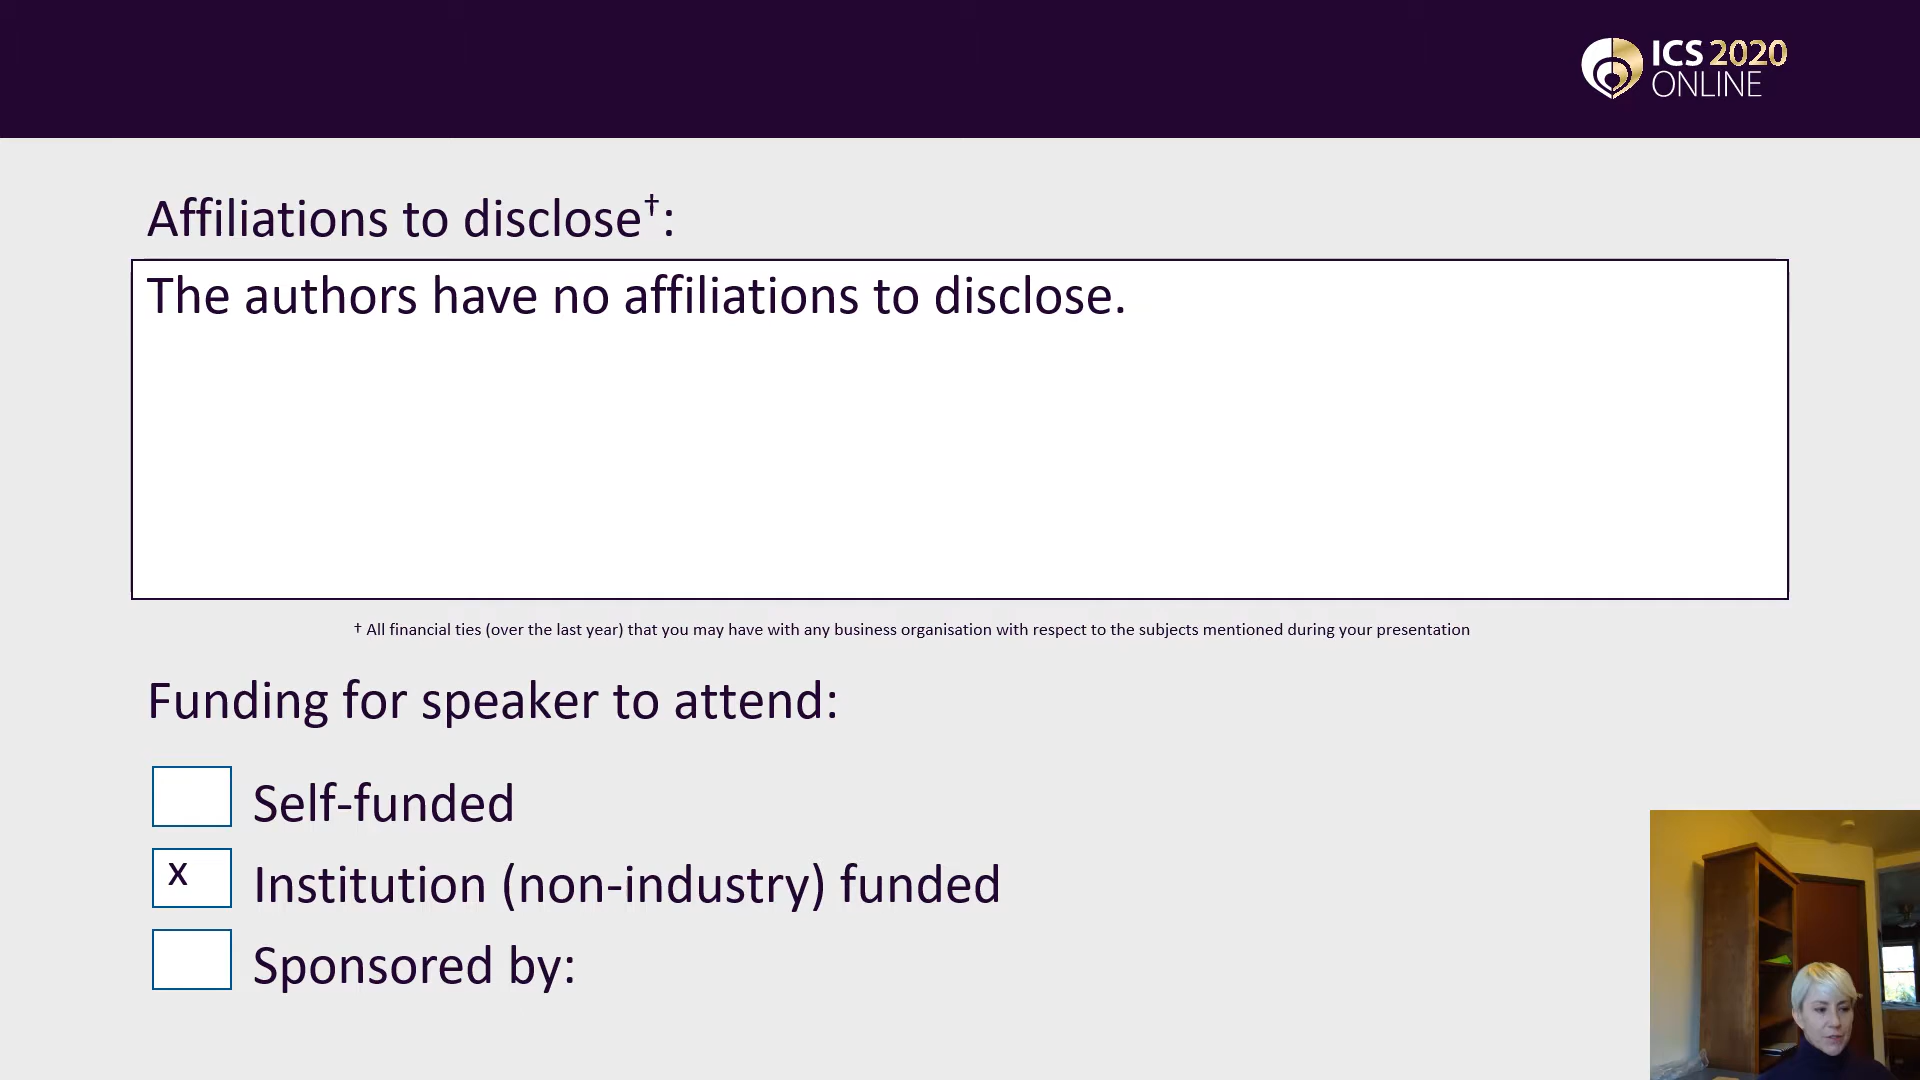 ICS 2020
ONLINE
Affiliations to disclose†:
The authors have no affiliations to disclose.
† All financial ties (over the last year) that you may have with any business organisation with respect to the subjects mentioned during your presentation
Funding for speaker to attend:
Self-funded
x Institution (non-industry) funded
Sponsored by: